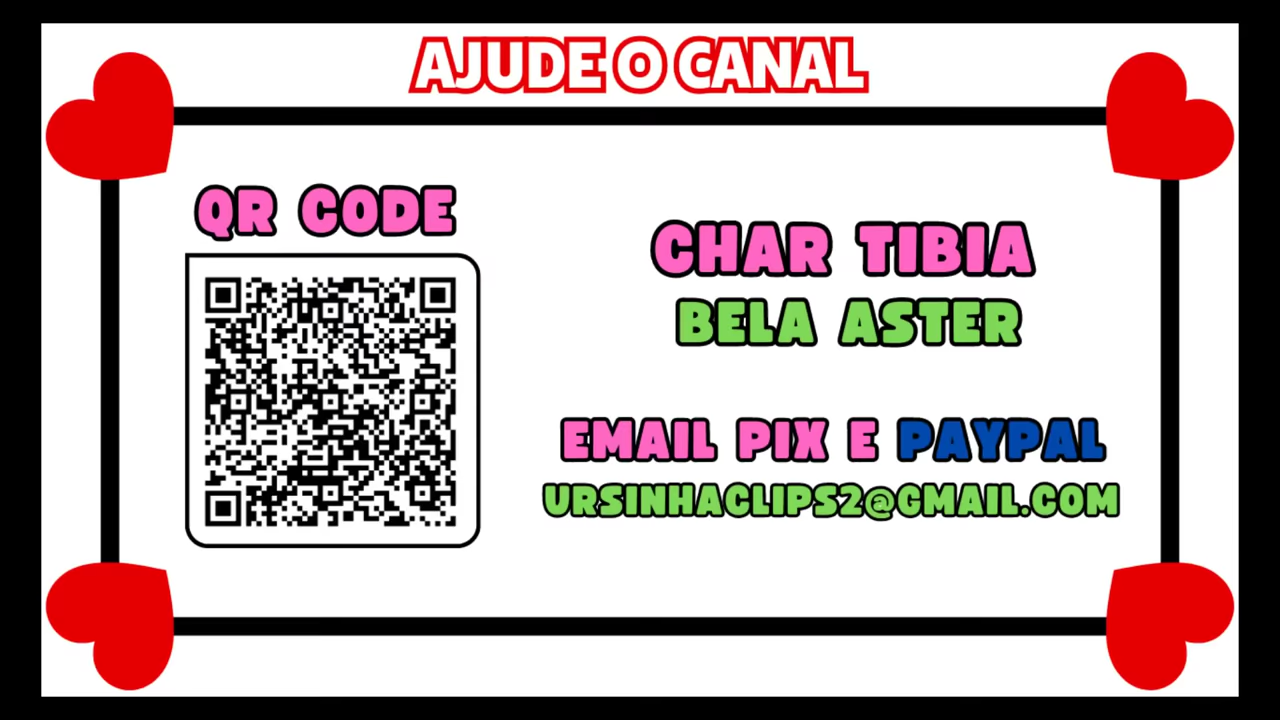 AJUDE O CANAL
QR CODE
CHAR TIBIA
BELA ASTER
EMAIL PIX E PAYPAL
URSINHACLIPS2@GMAIL.COM